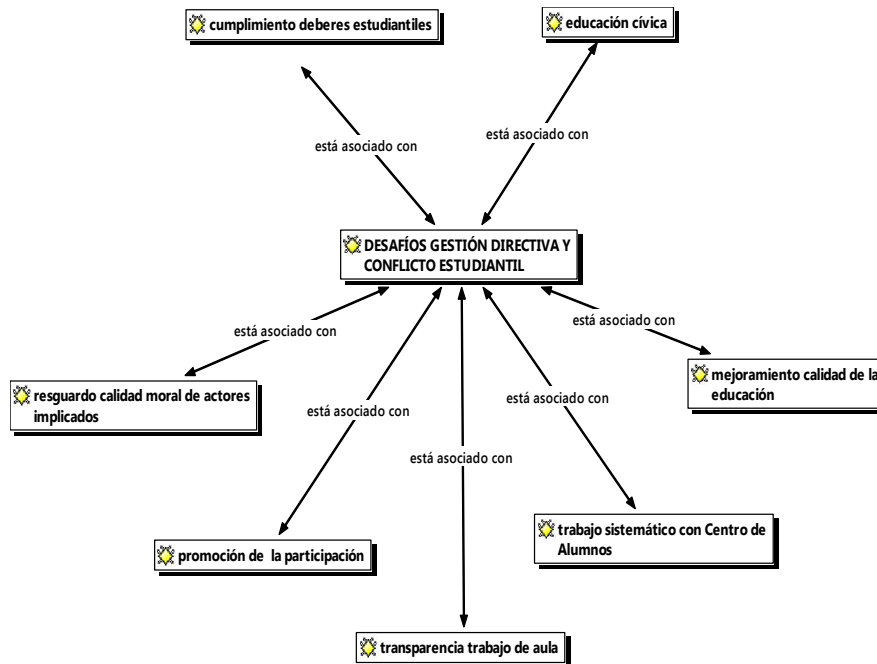 cumplimiento deberes estudiantiles
educación cívica
está asociado con
está asociado con
DESAFÍOS GESTIÓN DIRECTIVA Y
CONFLICTO ESTUDIANTIL
está asociado con
está asociado con
resguardo calidad moral de actores
implicados
mejoramiento calidad de la
educación
está asociado con
está asociado con
está asociado con
promoción de la participación
trabajo sistemático con Centro de
Alumnos
transparencia trabajo de aula